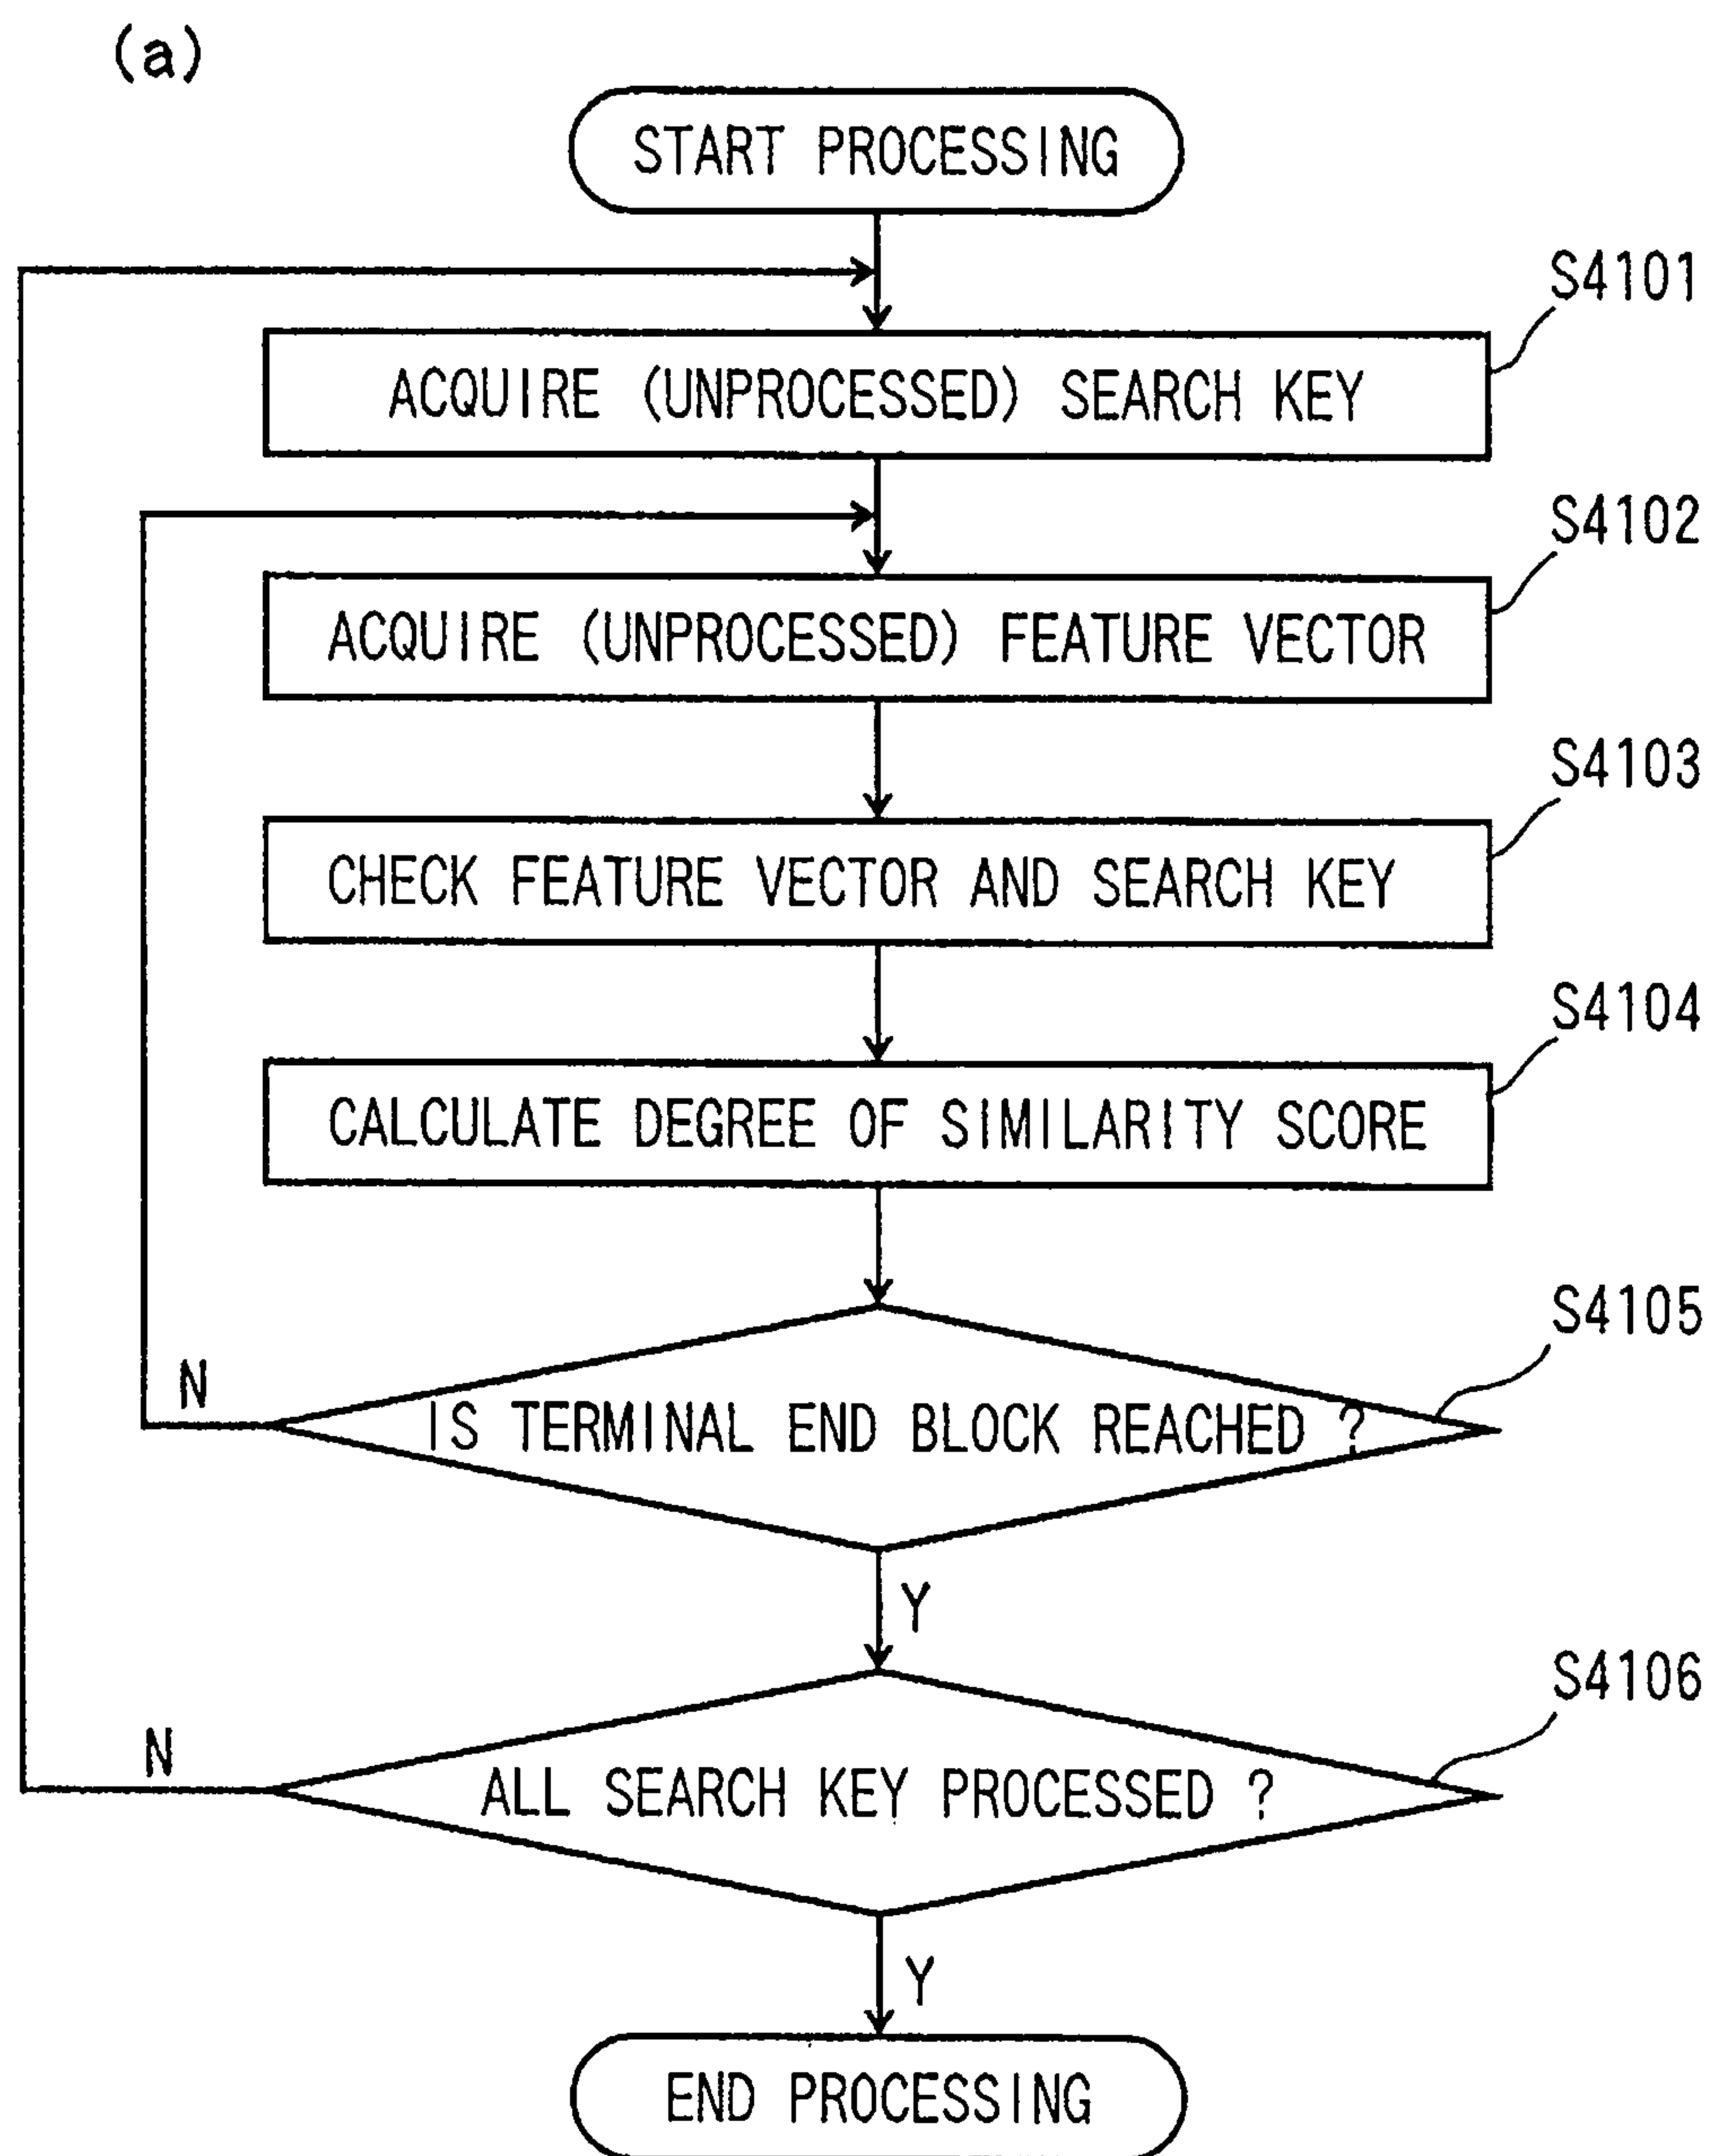 (a)
START PROCESSING
S4101
ACQUIRE (UNPROCESSED) SEARCH KEY
S4102
ACQUIRE (UNPROCESSED) FEATURE VECTOR
S4103
CHECK FEATURE VECTOR AND SEARCH KEY
S4104
CALCULATE DEGREE OF SIMILARITY SCORE
S4105
N
IS TERMINAL END BLOCK REACHED ?
Y
S4106
N
ALL SEARCH KEY PROCESSED ?
Y
END PROCESSING